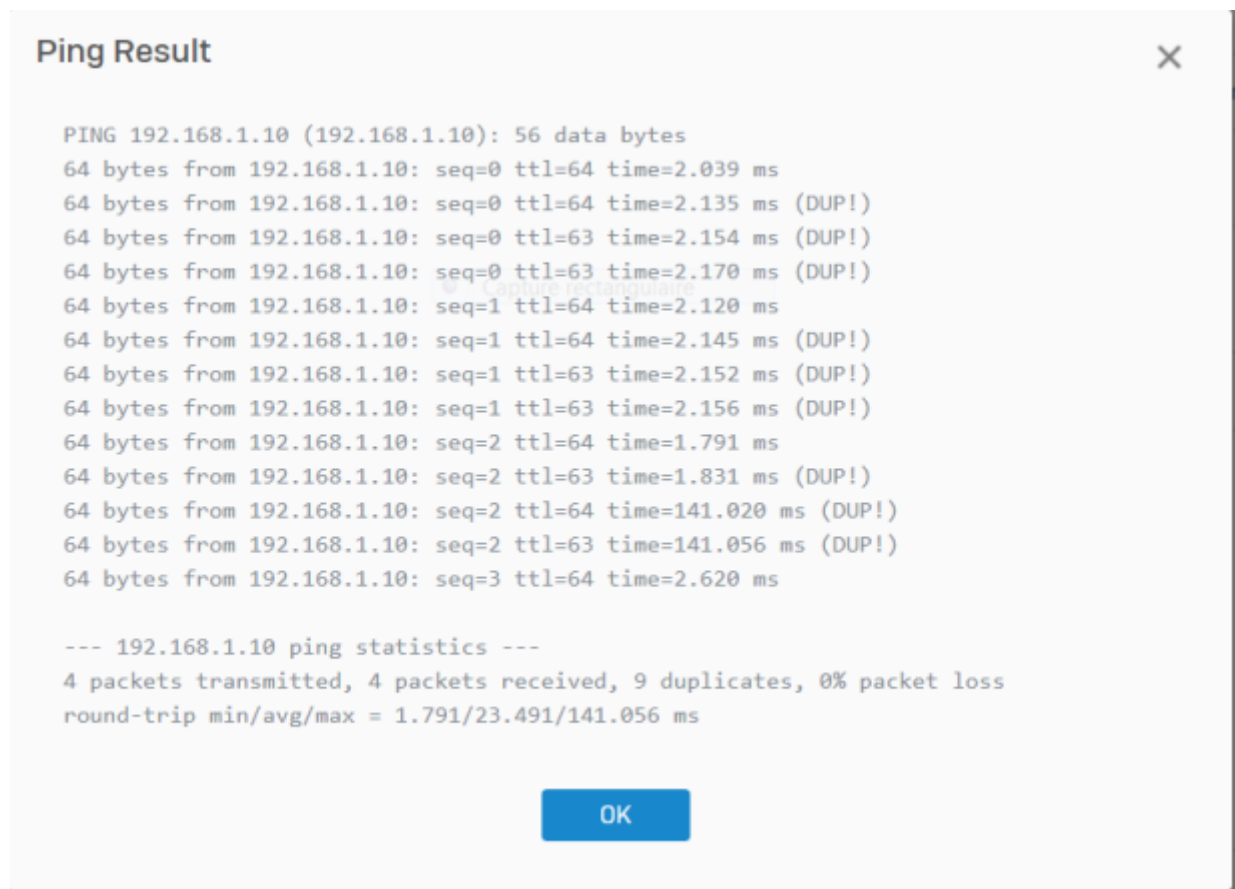 Ping Result
PING 192.168.1.10 (192.168.1.10): 56 data bytes
64 bytes from 192.168.1.10: seq=0 ttl=64 time=2.039 ms
64 bytes from 192.168.1.10: seq=0 ttl=64 time=2.135 ms (DUP!)
64 bytes from 192.168.1.10: seq=0 ttl=63 time=2.154 ms (DUP!)
64 bytes from 192.168.1.10: seq=0 ttl=63 time=2.170 ms (DUP!)
Capture rectangulaire
64 bytes from 192.168.1.10: seq=1 ttl=64 time=2.120 ms
64 bytes from 192.168.1.10: seq=1 ttl=64 time=2.145 ms (DUP!)
64 bytes from 192.168.1.10: seq=1 ttl=63 time=2.152 ms (DUP!)
64 bytes from 192.168.1.10: seq=1 ttl=63 time=2.156 ms (DUP!)
64 bytes from 192.168.1.10: seq=2 ttl=64 time=1.791 ms
64 bytes from 192.168.1.10: seq=2 ttl=63 time=1.831 ms (DUP!)
64 bytes from 192.168.1.10: seq=2 ttl=64 time=141.020 ms (DUP!)
64 bytes from 192.168.1.10: seq=2 ttl=63 time=141.056 ms (DUP!)
64 bytes from 192.168.1.10: seq=3 ttl=64 time=2.620 ms
--- 192.168.1.10 ping statistics ---
4 packets transmitted, 4 packets received, 9 duplicates, 0% packet loss
round-trip min/avg/max = 1.791/23.491/141.056 ms
OK